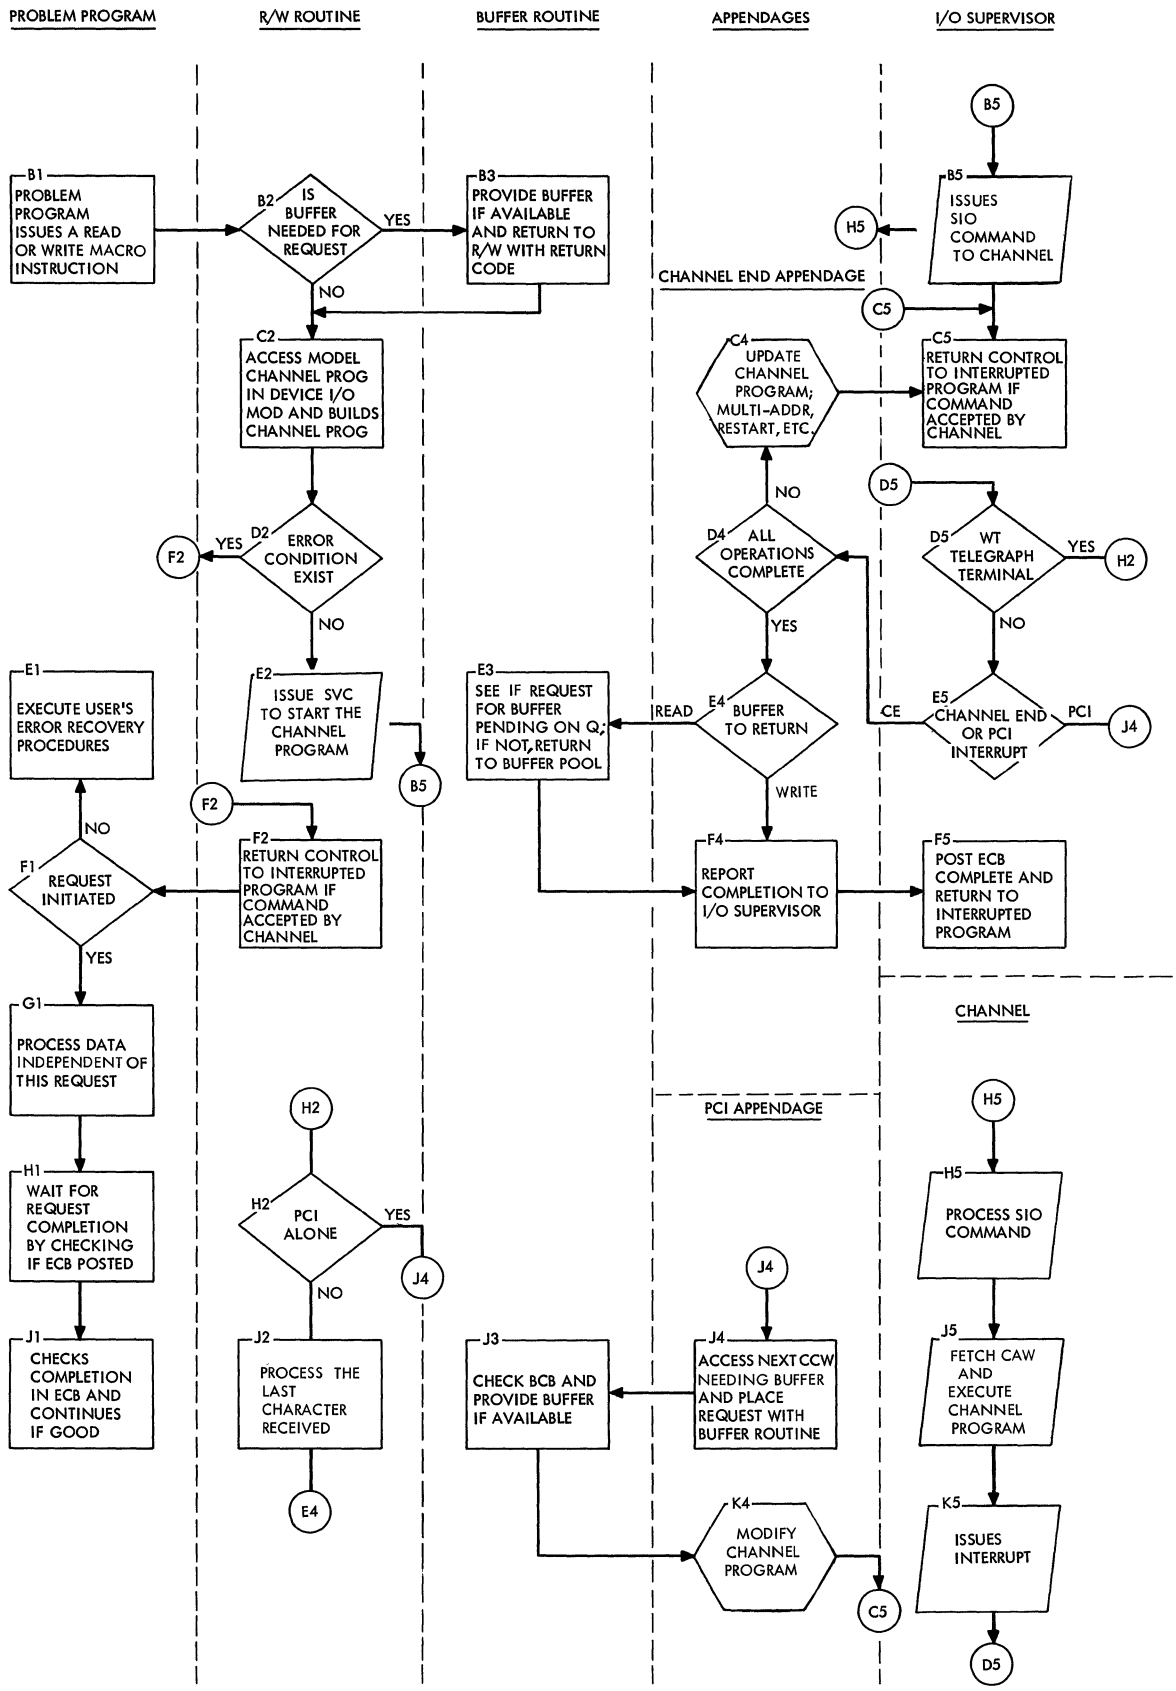 PROBLEM PROGRAM
R/W ROUTINE
BUFFER ROUTINE
APPENDAGES
I/O SUPERVISOR
B5
B1
PROBLEM
PROGRAM
ISSUES A READ
OR WRITE MACRO
INSTRUCTION
B2
IS
BUFFER
NEEDED FOR
REQUEST
YES
NO
B3
PROVIDE BUFFER
IF AVAILABLE
AND RETURN TO
R/W WITH RETURN
CODE
B5
ISSUES
SIO
COMMAND
TO CHANNEL
H5
CHANNEL END APPENDAGE
C5
C2
ACCESS MODEL
CHANNEL PROG
IN DEVICE I/O
MOD AND BUILDS
CHANNEL PROG
C4
UPDATE
CHANNEL
PROGRAM;
MULTI-ADDR,
RESTART, ETC.
C5
RETURN CONTROL
TO INTERRUPTED
PROGRAM IF
COMMAND
ACCEPTED BY
CHANNEL
D5
NO
F2
YES
D2
ERROR
CONDITION
EXIST
NO
D4
ALL
OPERATIONS
COMPLETE
YES
D5
WT
TELEGRAPH
TERMINAL
YES
H2
NO
E1
EXECUTE USER'S
ERROR RECOVERY
PROCEDURES
E2
ISSUE SVC
TO START THE
CHANNEL
PROGRAM
B5
E3
SEE IF REQUEST
FOR BUFFER
PENDING ON Q;
IF NOT, RETURN
TO BUFFER POOL
READ
E4
BUFFER
TO RETURN
WRITE
CE
E5
CHANNEL END
OR PCI
INTERRUPT
PCI
J4
F2
NO
F1
REQUEST
INITIATED
YES
F2
RETURN CONTROL
TO INTERRUPTED
PROGRAM IF
COMMAND
ACCEPTED BY
CHANNEL
F4
REPORT
COMPLETION TO
I/O SUPERVISOR
F5
POST ECB
COMPLETE AND
RETURN TO
INTERRUPTED
PROGRAM
G1
PROCESS DATA
INDEPENDENT OF
THIS REQUEST
CHANNEL
H2
PCI APPENDAGE
H5
H1
WAIT FOR
REQUEST
COMPLETION
BY CHECKING
IF ECB POSTED
H2
PCI
ALONE
YES
J4
NO
J4
H5
PROCESS SIO
COMMAND
J1
CHECKS
COMPLETION
IN ECB AND
CONTINUES
IF GOOD
J2
PROCESS THE
LAST
CHARACTER
RECEIVED
J3
CHECK BCB AND
PROVIDE BUFFER
IF AVAILABLE
J4
ACCESS NEXT CCW
NEEDING BUFFER
AND PLACE
REQUEST WITH
BUFFER ROUTINE
J5
FETCH CAW
AND
EXECUTE
CHANNEL
PROGRAM
E4
K4
MODIFY
CHANNEL
PROGRAM
C5
K5
ISSUES
INTERRUPT
D5